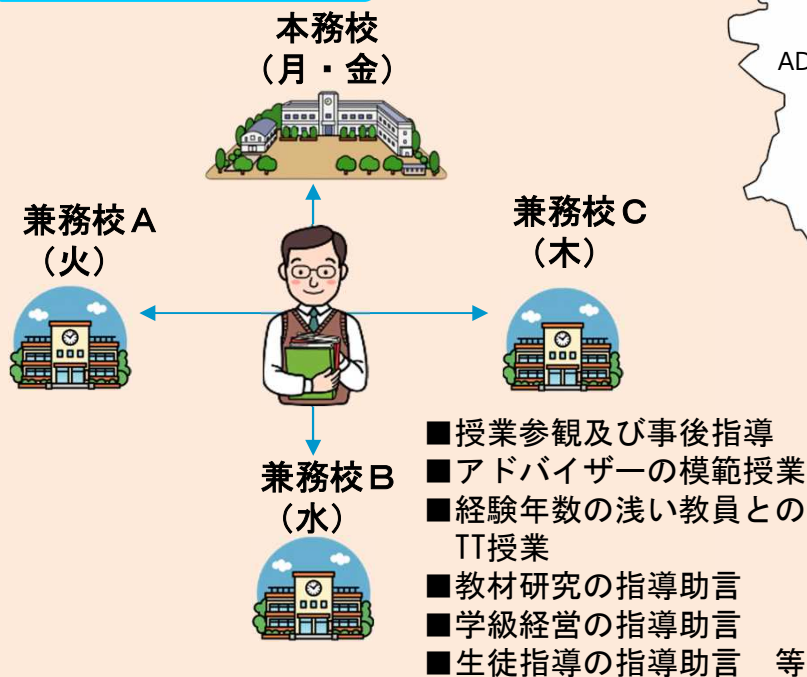 本務校
（月・金）
AD
兼務校Ａ
（火）
兼務校Ｃ
（木）
兼務校Ｂ
（水）
■授業参観及び事後指導
■アドバイザーの模範授業
■経験年数の浅い教員との
TT授業
■教材研究の指導助言
■学級経営の指導助言
■生徒指導の指導助言　等